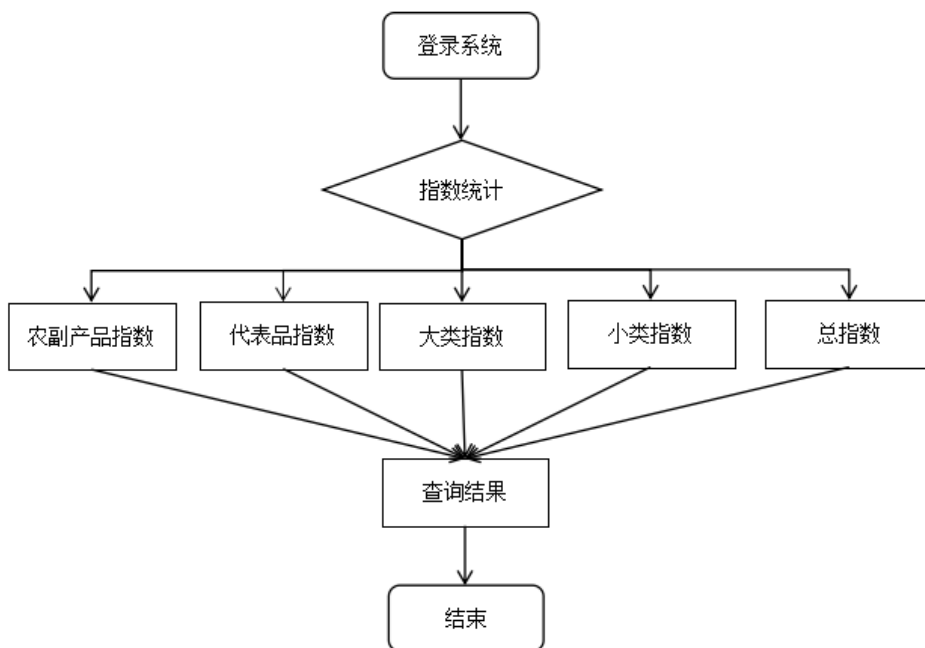 登录系统
指数统计
农副产品指数
代表品指数
大类指数
小类指数
总指数
查询结果
结束